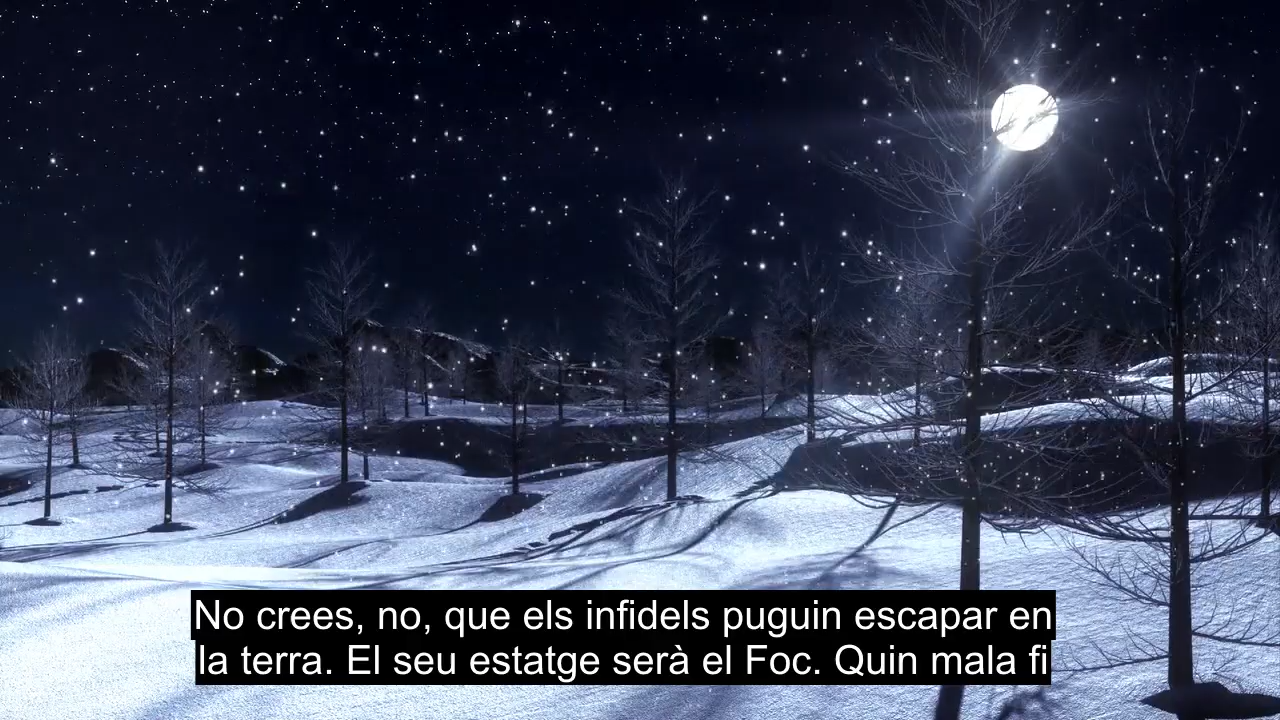 No crees, no, que els infidels puguin escapar en
la terra. El seu estatge serà el Foc. Quin mala fi